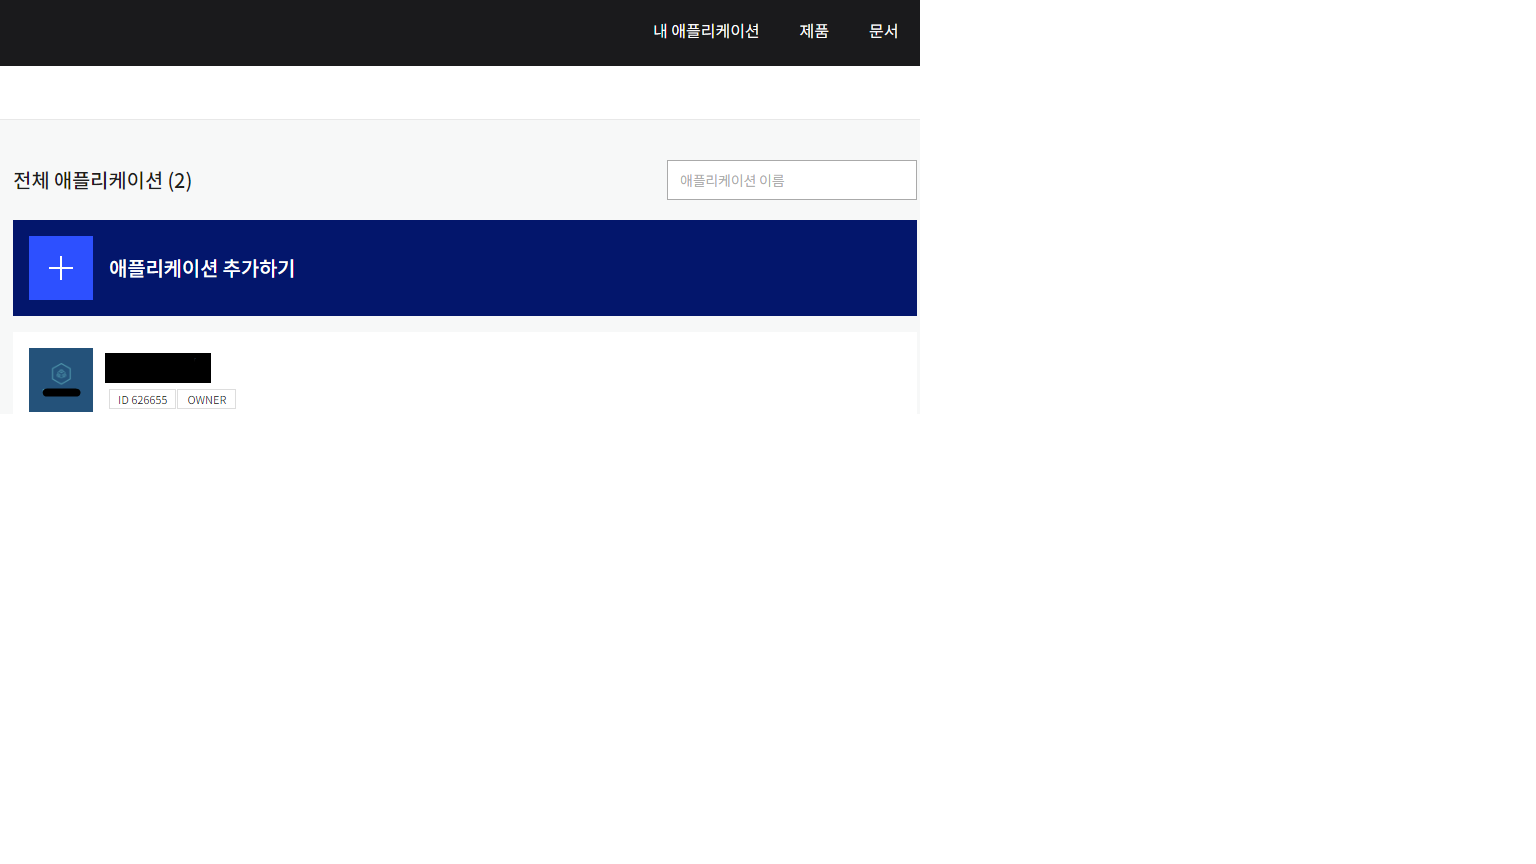 내 애플리케이션 제품 문서
전체 애플리케이션 (2)
애플리케이션 이름
애플리케이션 추가하기
ID 626655 OWNER